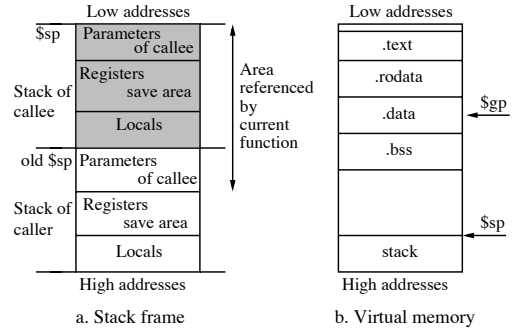 Low addresses
$sp
Parameters
of callee
Registers
save area
Stack of
callee
Locals
Area
referenced
by
current
function
old $sp
Parameters
of callee
Stack of
caller
Registers
save area
Locals
High addresses
a. Stack frame
Low addresses
.text
.rodata
.data
$gp
.bss
$sp
stack
High addresses
b. Virtual memory